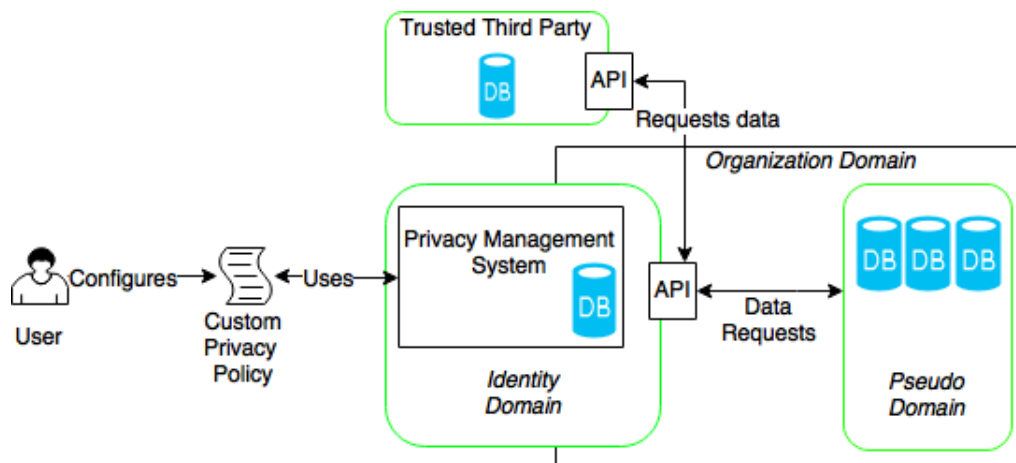 Trusted Third Party
DB
API
Requests data
Organization Domain
Privacy Management
System
DB
API
DB DB DB
Configures
Uses
Data
Requests
User
Custom
Privacy
Policy
Identity
Domain
Pseudo
Domain